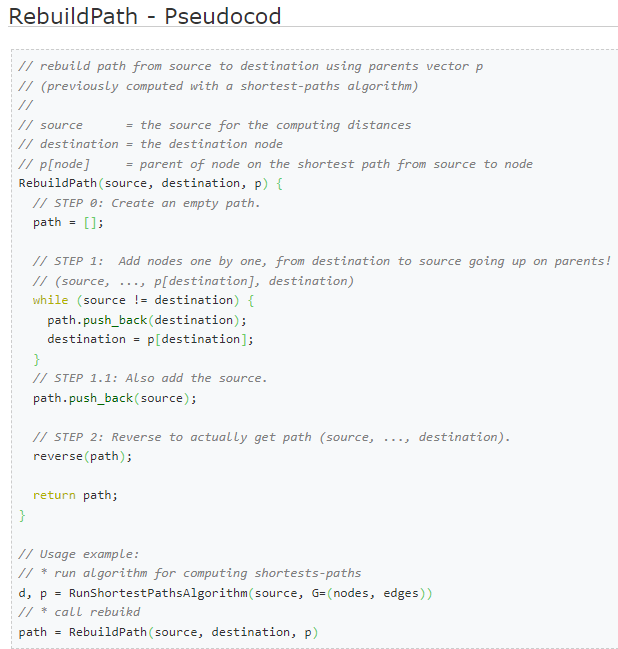 RebuildPath - Pseudocod
// rebuild path from source to destination using parents vector p
// (previously computed with a shortest-paths algorithm)
//
// source      = the source for the computing distances
// destination = the destination node
// p[node]     = parent of node on the shortest path from source to node
RebuildPath(source, destination, p) {
  // STEP 0: Create an empty path.
  path = [];
  // STEP 1:  Add nodes one by one, from destination to source going up on parents!
  // (source, ..., p[destination], destination)
  while (source != destination) {
    path.push_back(destination);
    destination = p[destination];
  }
  // STEP 1.1: Also add the source.
  path.push_back(source);
  // STEP 2: Reverse to actually get path (source, ..., destination).
  reverse(path);
  return path;
}
// Usage example:
// * run algorithm for computing shortests-paths
d, p = RunShortestPathsAlgorithm(source, G=(nodes, edges))
// * call rebuikd
path = RebuildPath(source, destination, p)